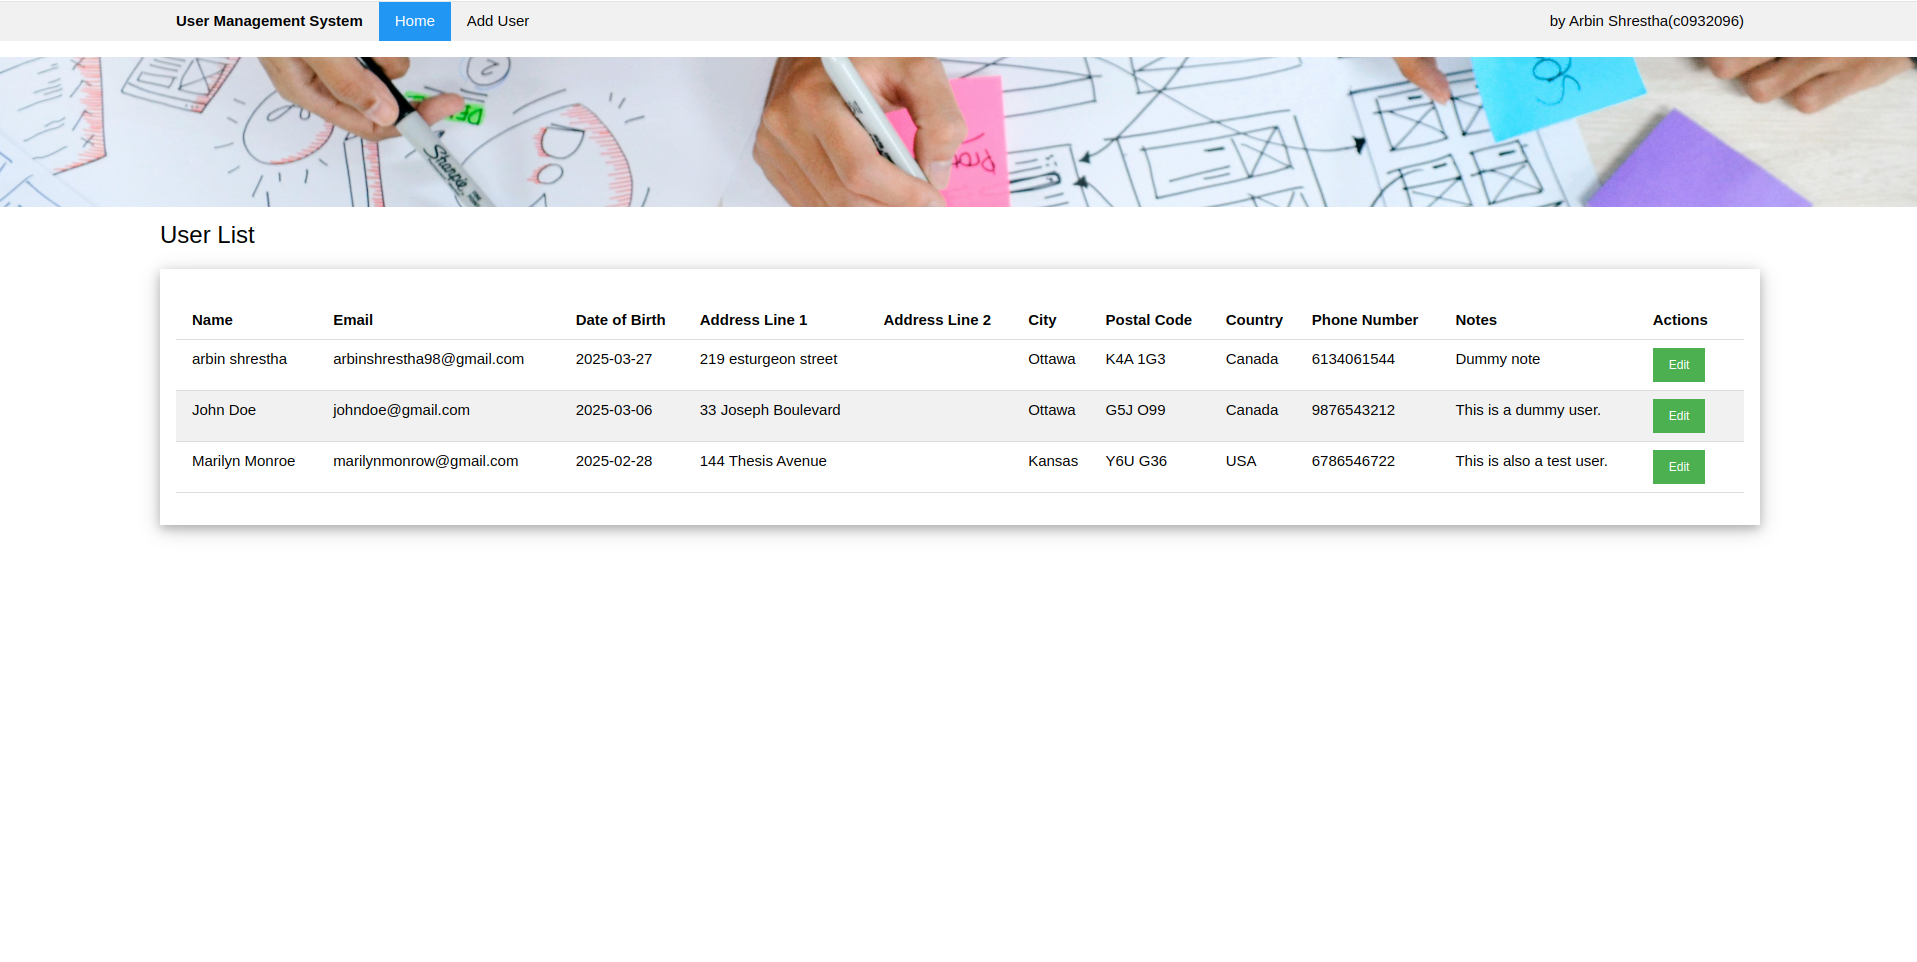 User Management System Home Add User by Arbin Shrestha(c0932096)
2
DE
Sharpie
Pro
User List
Name Email Date of Birth Address Line 1 Address Line 2 City Postal Code Country Phone Number Notes Actions
arbin shrestha arbinshrestha98@gmail.com 2025-03-27 219 esturgeon street Ottawa K4A 1G3 Canada 6134061544 Dummy note Edit
John Doe johndoe@gmail.com 2025-03-06 33 Joseph Boulevard Ottawa G5J O99 Canada 9876543212 This is a dummy user. Edit
Marilyn Monroe marilynmonrow@gmail.com 2025-02-28 144 Thesis Avenue Kansas Y6U G36 USA 6786546722 This is also a test user. Edit